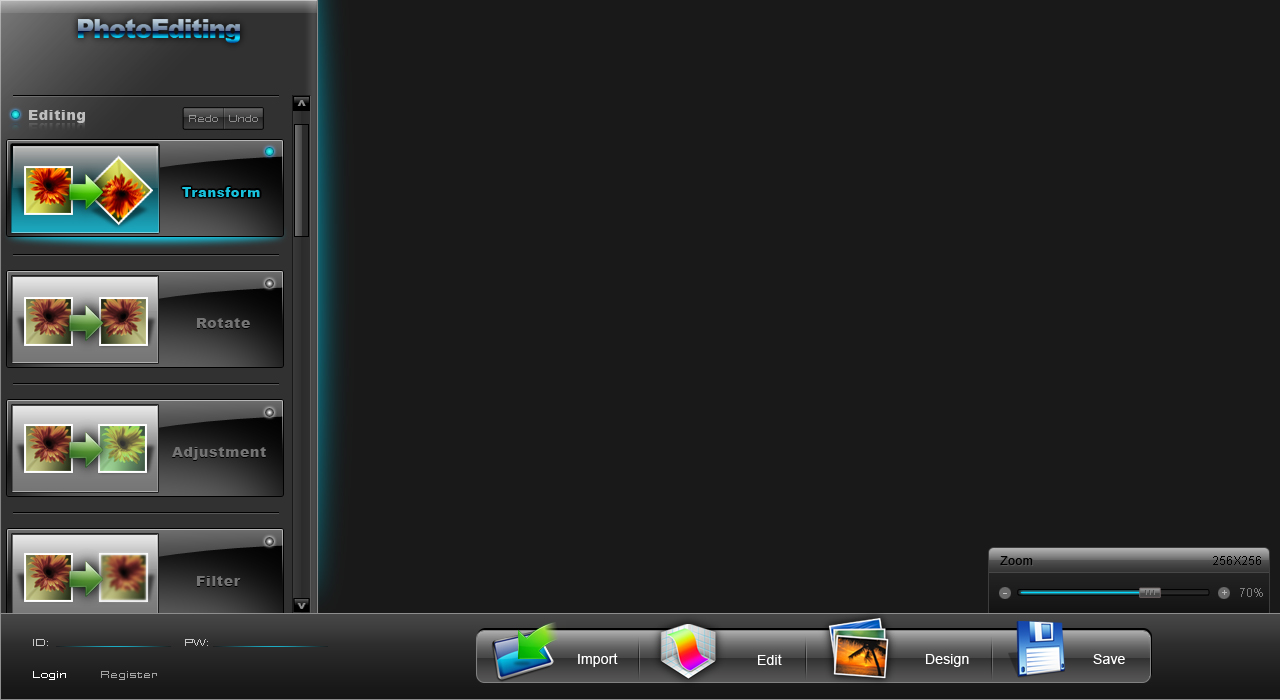 PhotoEditing
Editing
Redo Undo
Transform
Rotate
Adjustment
Filter
Zoom 256X256
70%
ID: PW:
Login Register
Import Edit Design Save